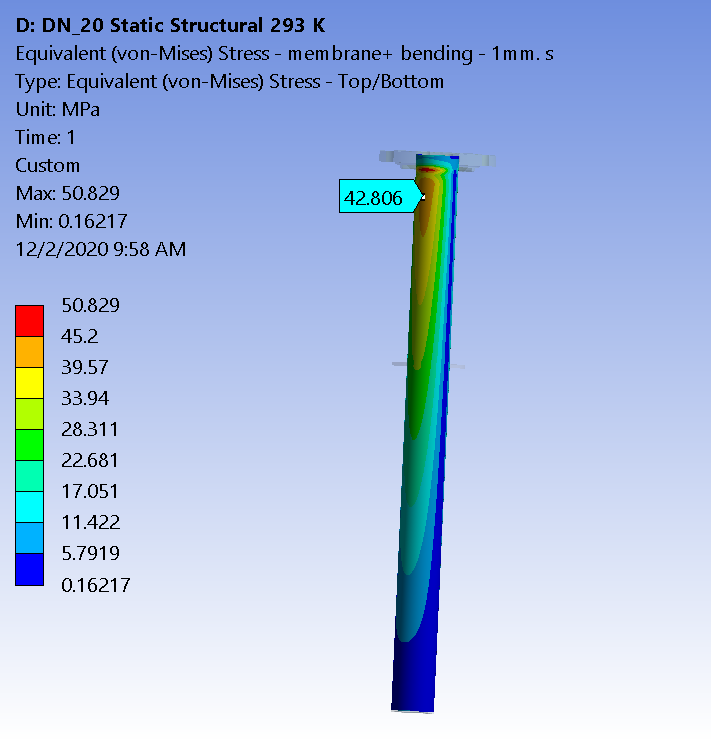 D: DN_20 Static Structural 293 K
Equivalent (von-Mises) Stress - membrane+ bending - 1mm. s
Type: Equivalent (von-Mises) Stress - Top/Bottom
Unit: MPa
Time: 1
Custom
Max: 50.829
Min: 0.16217
12/2/2020 9:58 AM
42.806
50.829
45.2
39.57
33.94
28.311
22.681
17.051
11.422
5.7919
0.16217